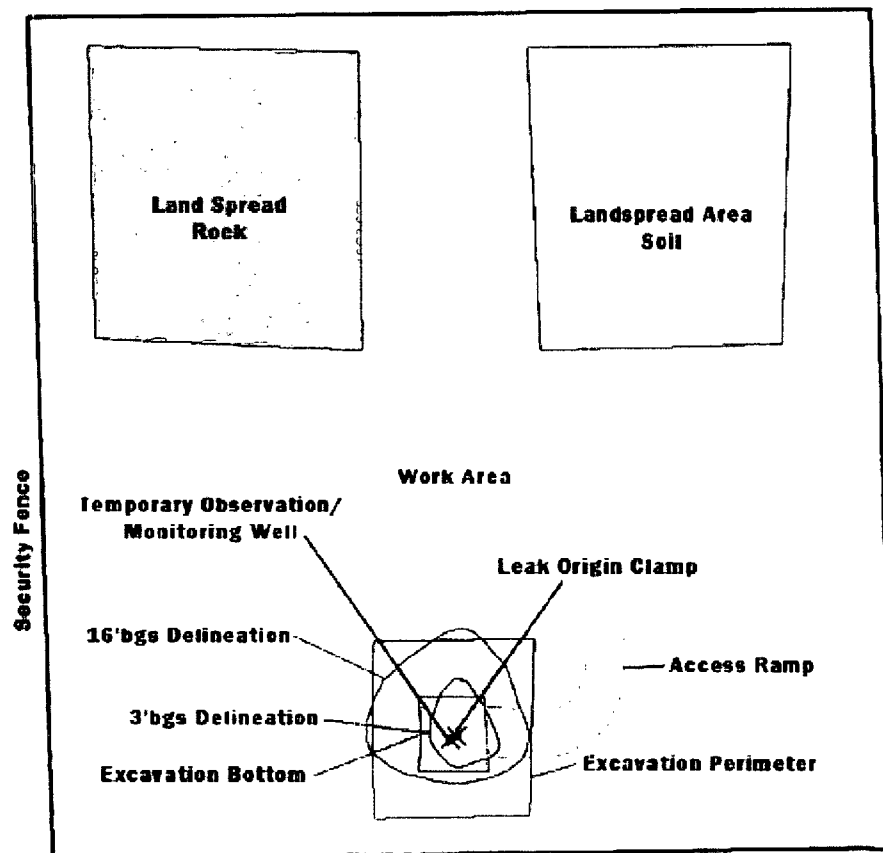 Land Spread
Rock
Landspread Area
Soil
Work Area
Security Fence
Temporary Observation/
Monitoring Well
Leak Origin Clamp
16'bgs Delineation
Access Ramp
3'bgs Delineation
Excavation Bottom
Excavation Perimeter